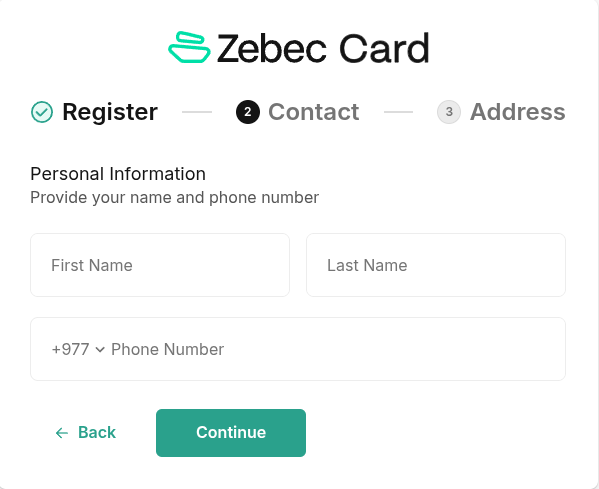 Zebec Card
Register 2 Contact 3 Address
Personal Information
Provide your name and phone number
First Name Last Name
+977 Phone Number
Back Continue